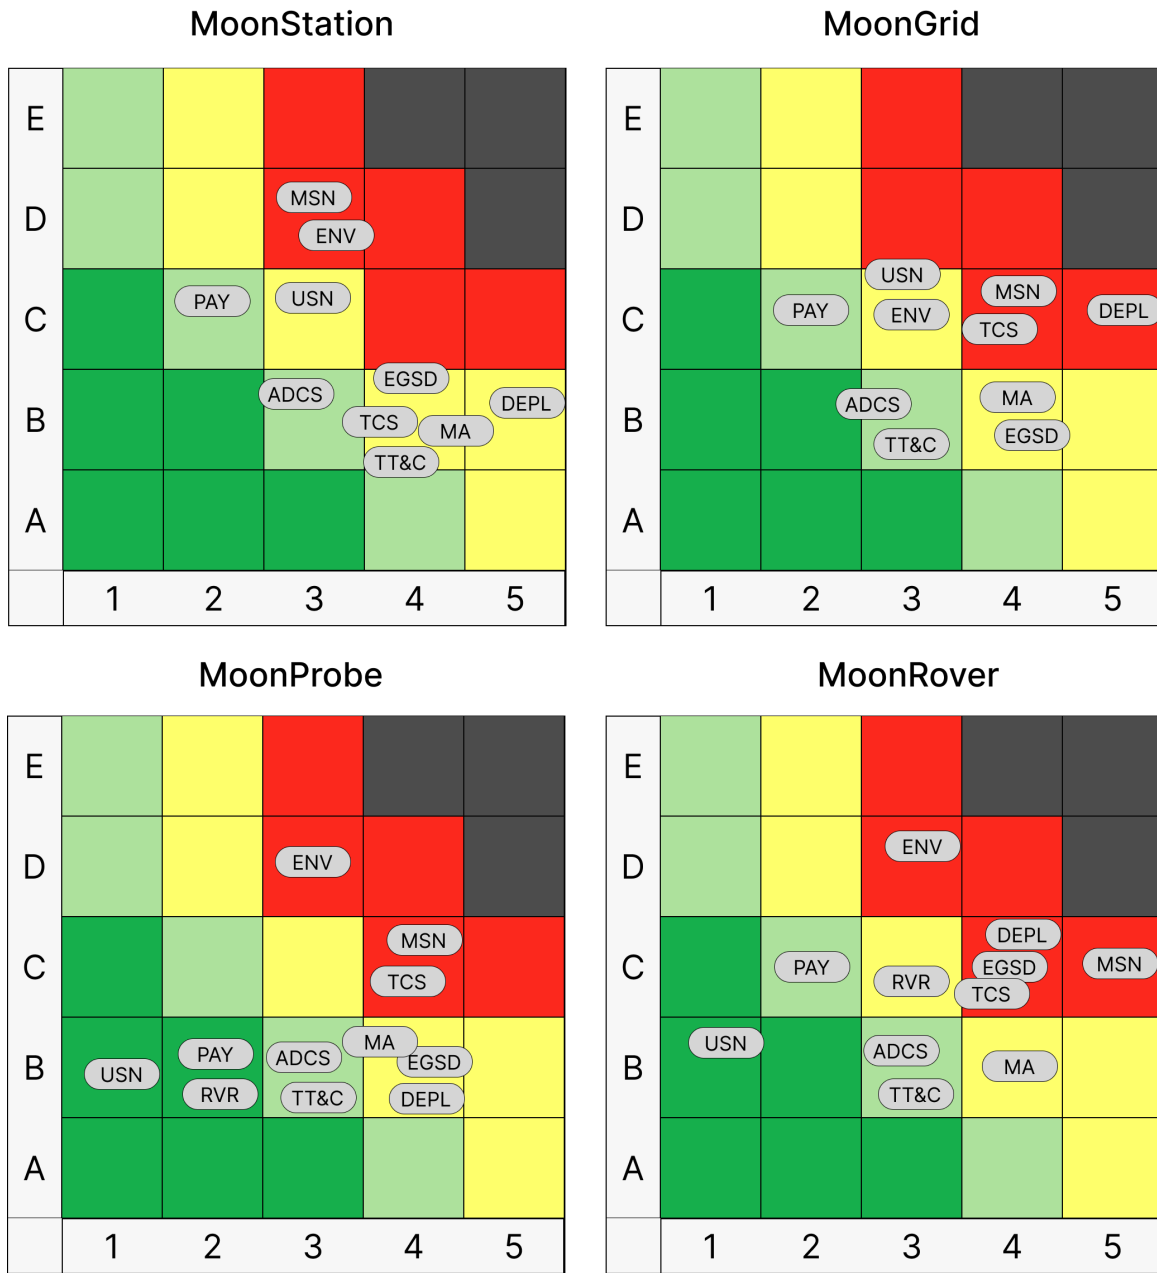 MoonStation
E
D
MSN
ENV
C
PAY
USN
B
ADCS
EGSD
DEPL
TCS
MA
TT&C
A
1 2 3 4 5
MoonGrid
E
D
USN
C
MSN
PAY
ENV
DEPL
TCS
B
MA
ADCS
EGSD
TT&C
A
1 2 3 4 5
MoonProbe
E
D
ENV
C
MSN
TCS
MA
B
PAY
ADCS
EGSD
USN
RVR
TT&C
DEPL
A
1 2 3 4 5
MoonRover
E
D
ENV
DEPL
C
PAY
EGSD
MSN
RVR
TCS
USN
B
ADCS
MA
TT&C
A
1 2 3 4 5